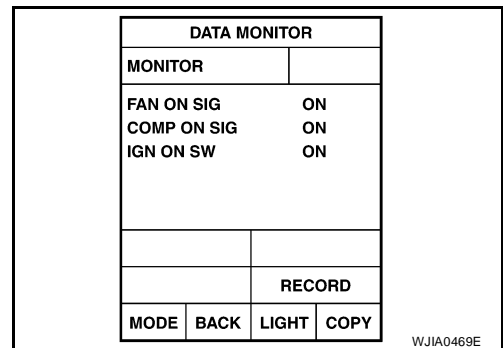 DATA MONITOR
MONITOR
FAN ON SIG ON
COMP ON SIG ON
IGN ON SW ON
RECORD
MODE BACK LIGHT COPY
WJIA0469E